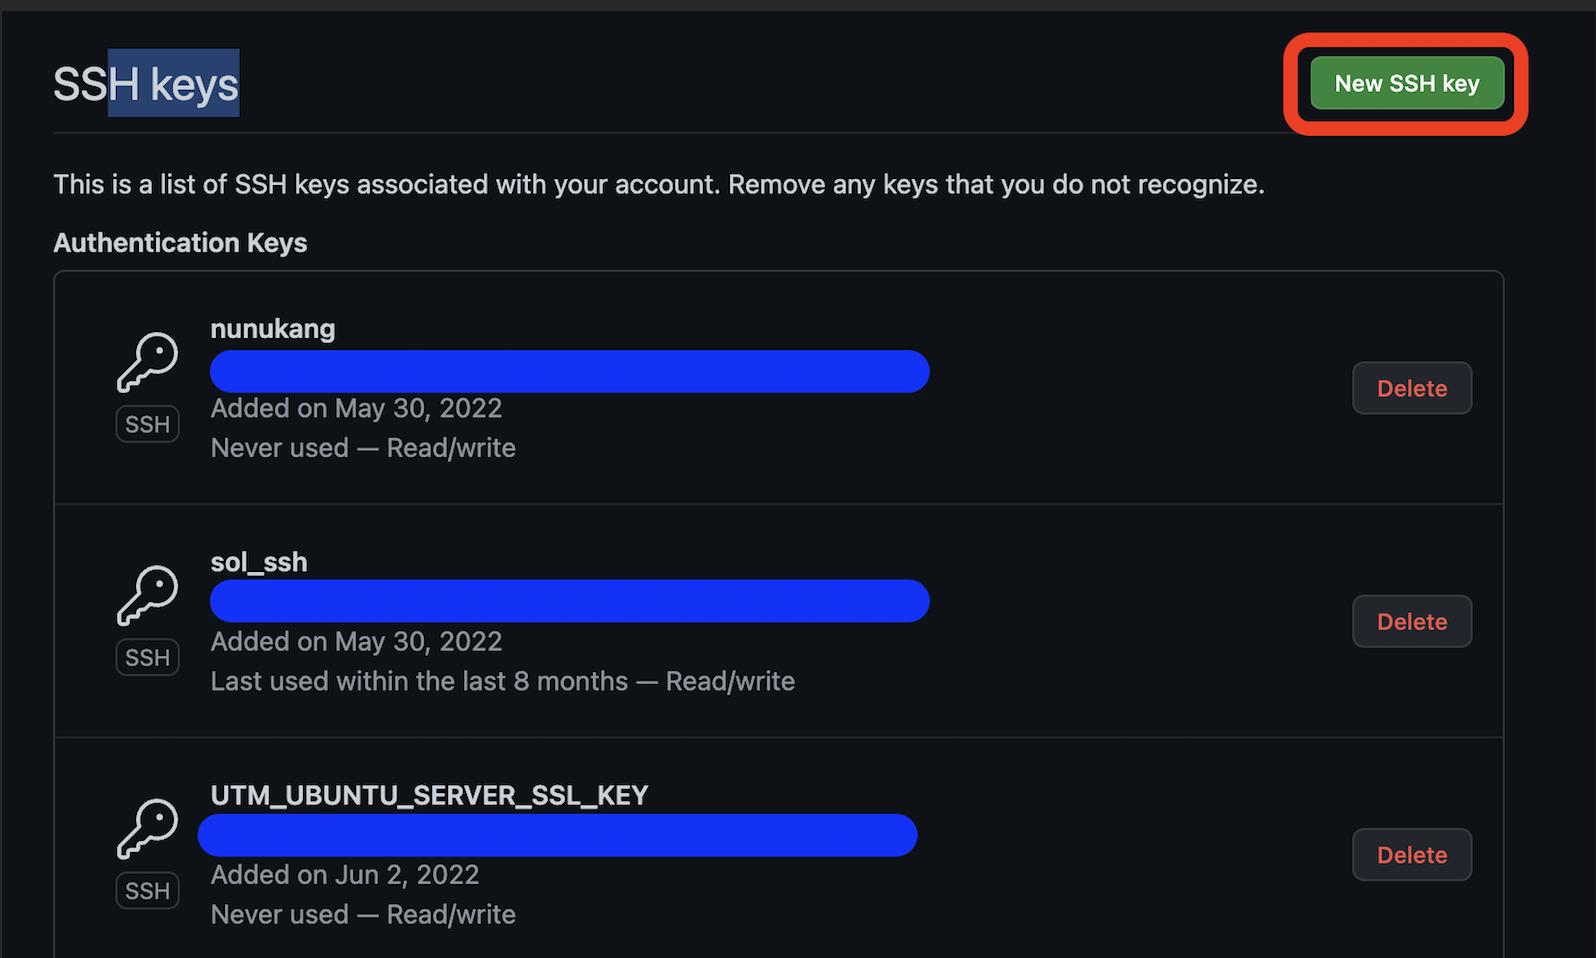 SSH keys
New SSH key
This is a list of SSH keys associated with your account. Remove any keys that you do not recognize.
Authentication Keys
nunukang
SSH
Added on May 30, 2022
Never used — Read/write
Delete
sol_ssh
SSH
Added on May 30, 2022
Last used within the last 8 months — Read/write
Delete
UTM_UBUNTU_SERVER_SSL_KEY
SSH
Added on Jun 2, 2022
Never used — Read/write
Delete